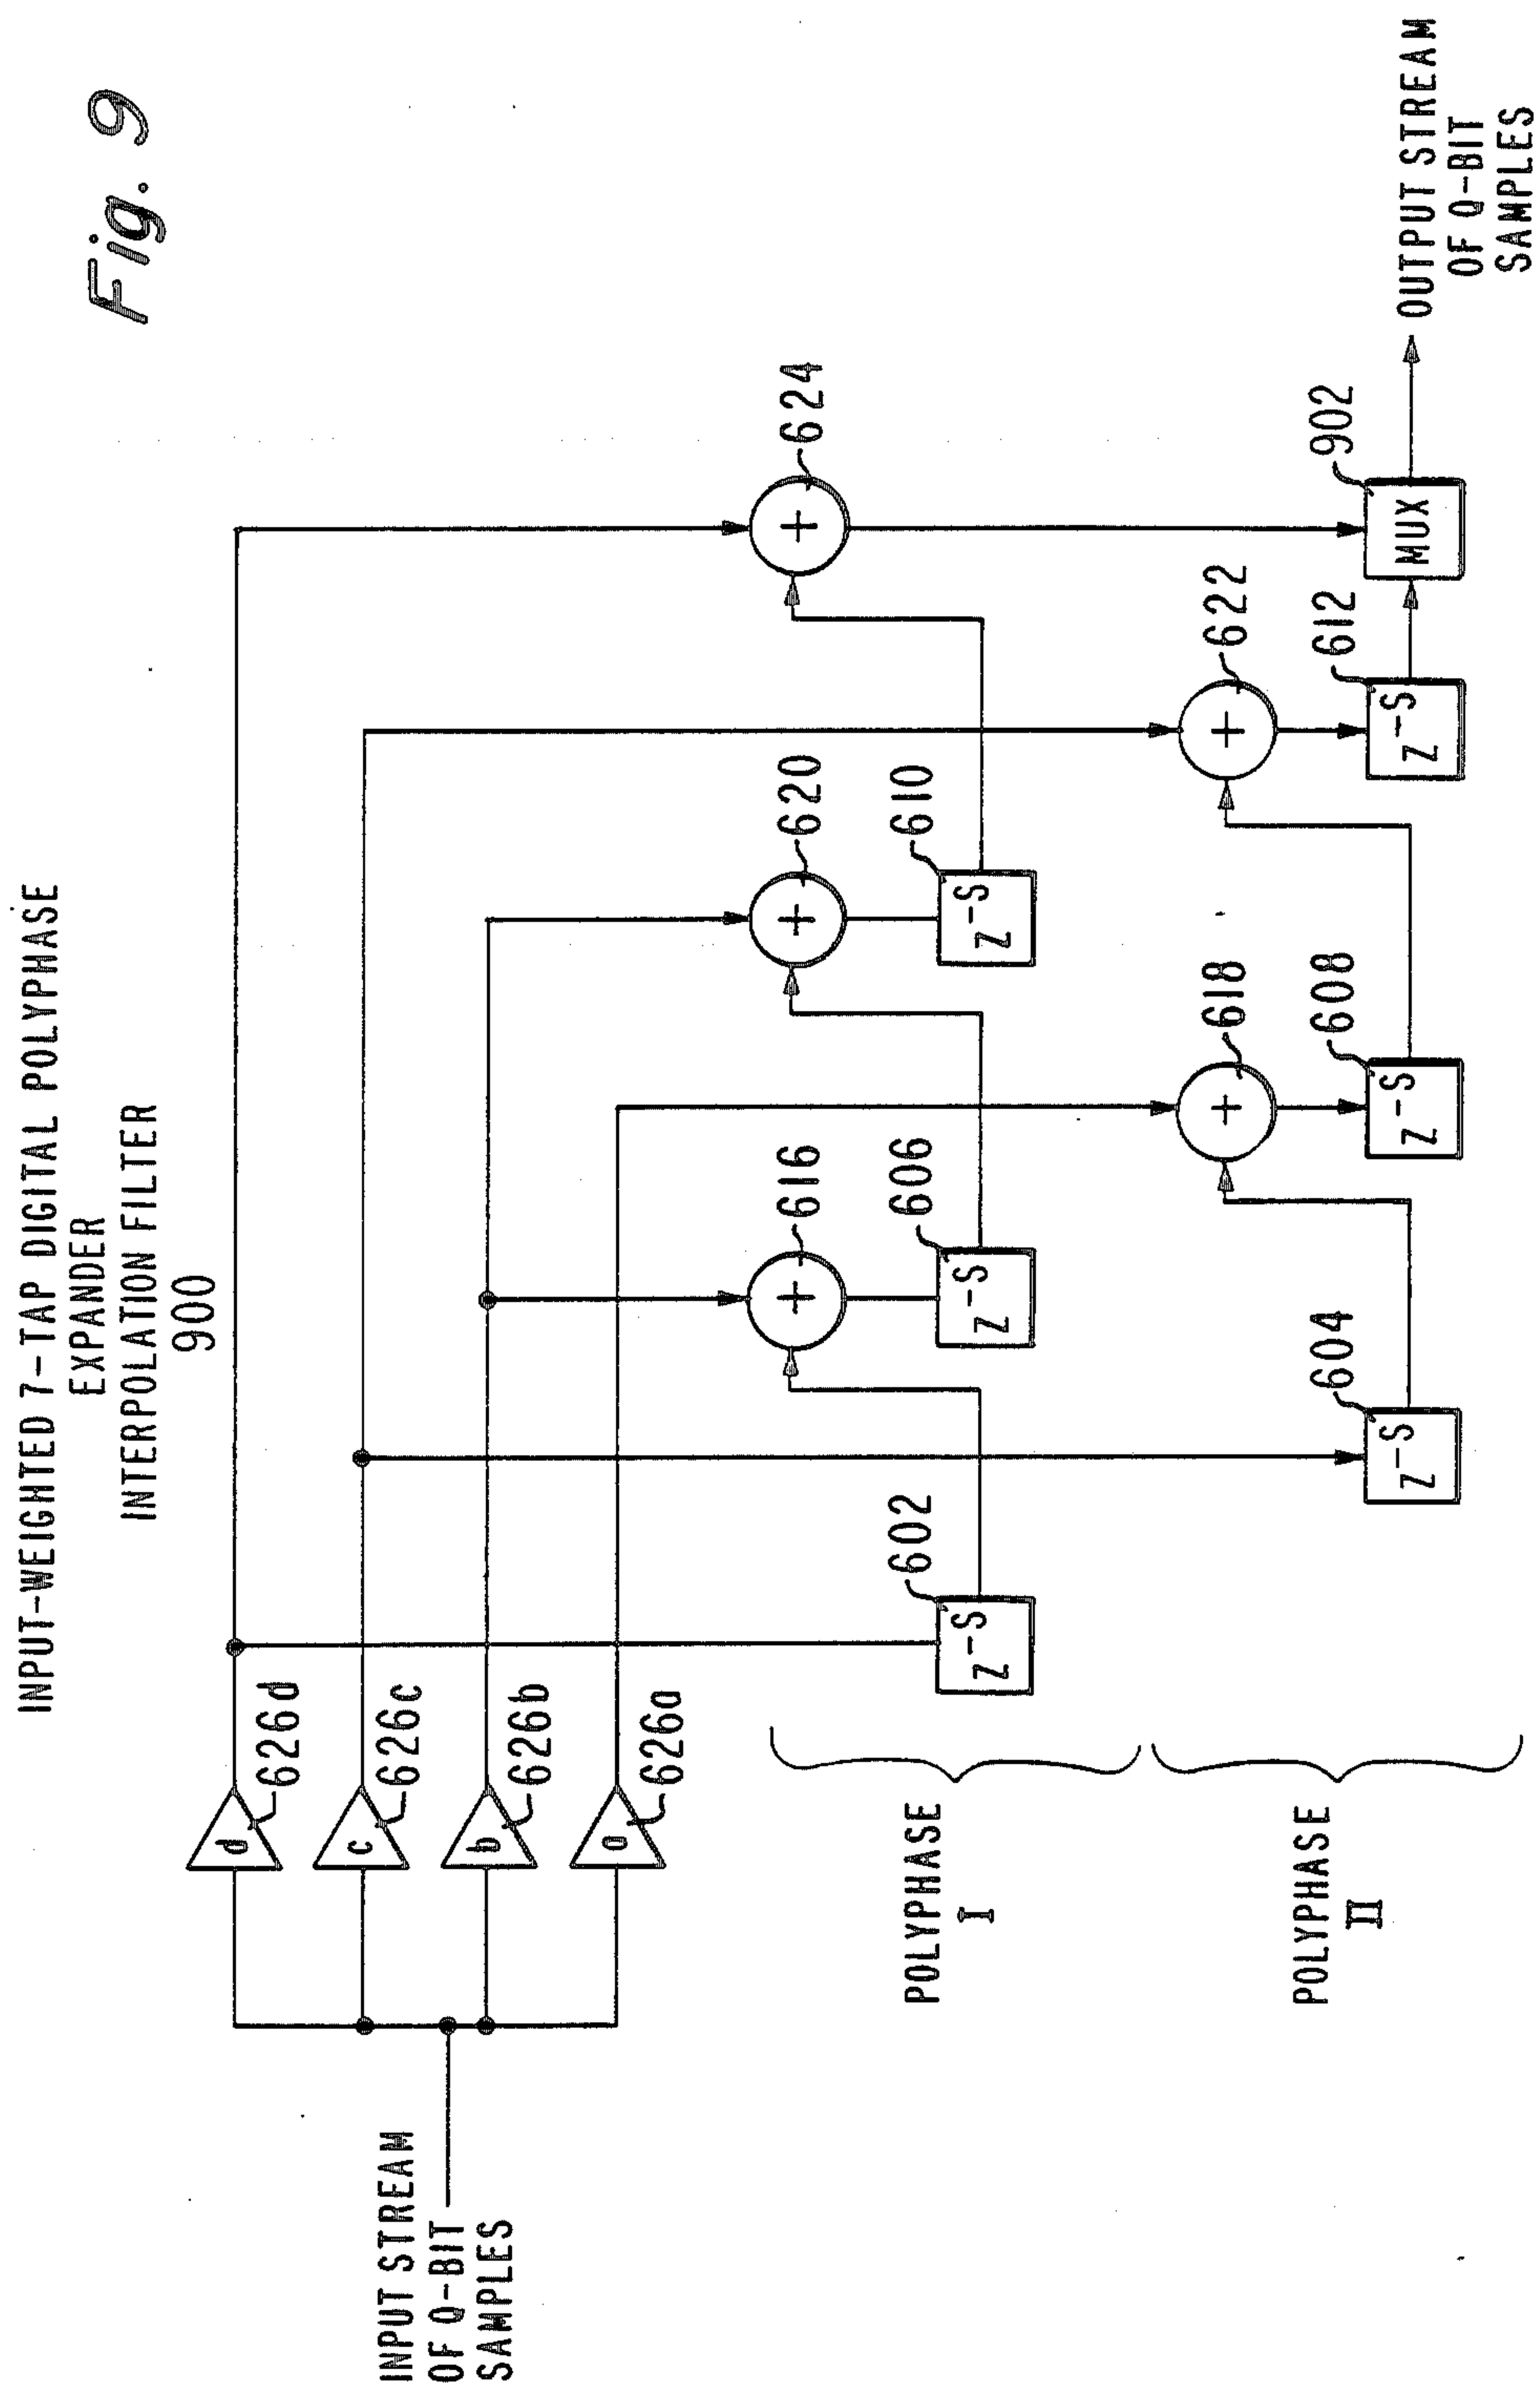 Fig. 9
INPUT-WEIGHTED 7-TAP DIGITAL POLYPHASE
EXPANDER
INTERPOLATION FILTER
900
INPUT STREAM
OF Q-BIT
SAMPLES
d
626d
c
626c
b
626b
a
626a
POLYPHASE
I
POLYPHASE
II
Z-S
602
Z-S
604
+
616
Z-S
606
+
618
Z-S
608
+
620
Z-S
610
+
622
Z-S
612
+
624
MUX
902
OUTPUT STREAM
OF Q-BIT
SAMPLES